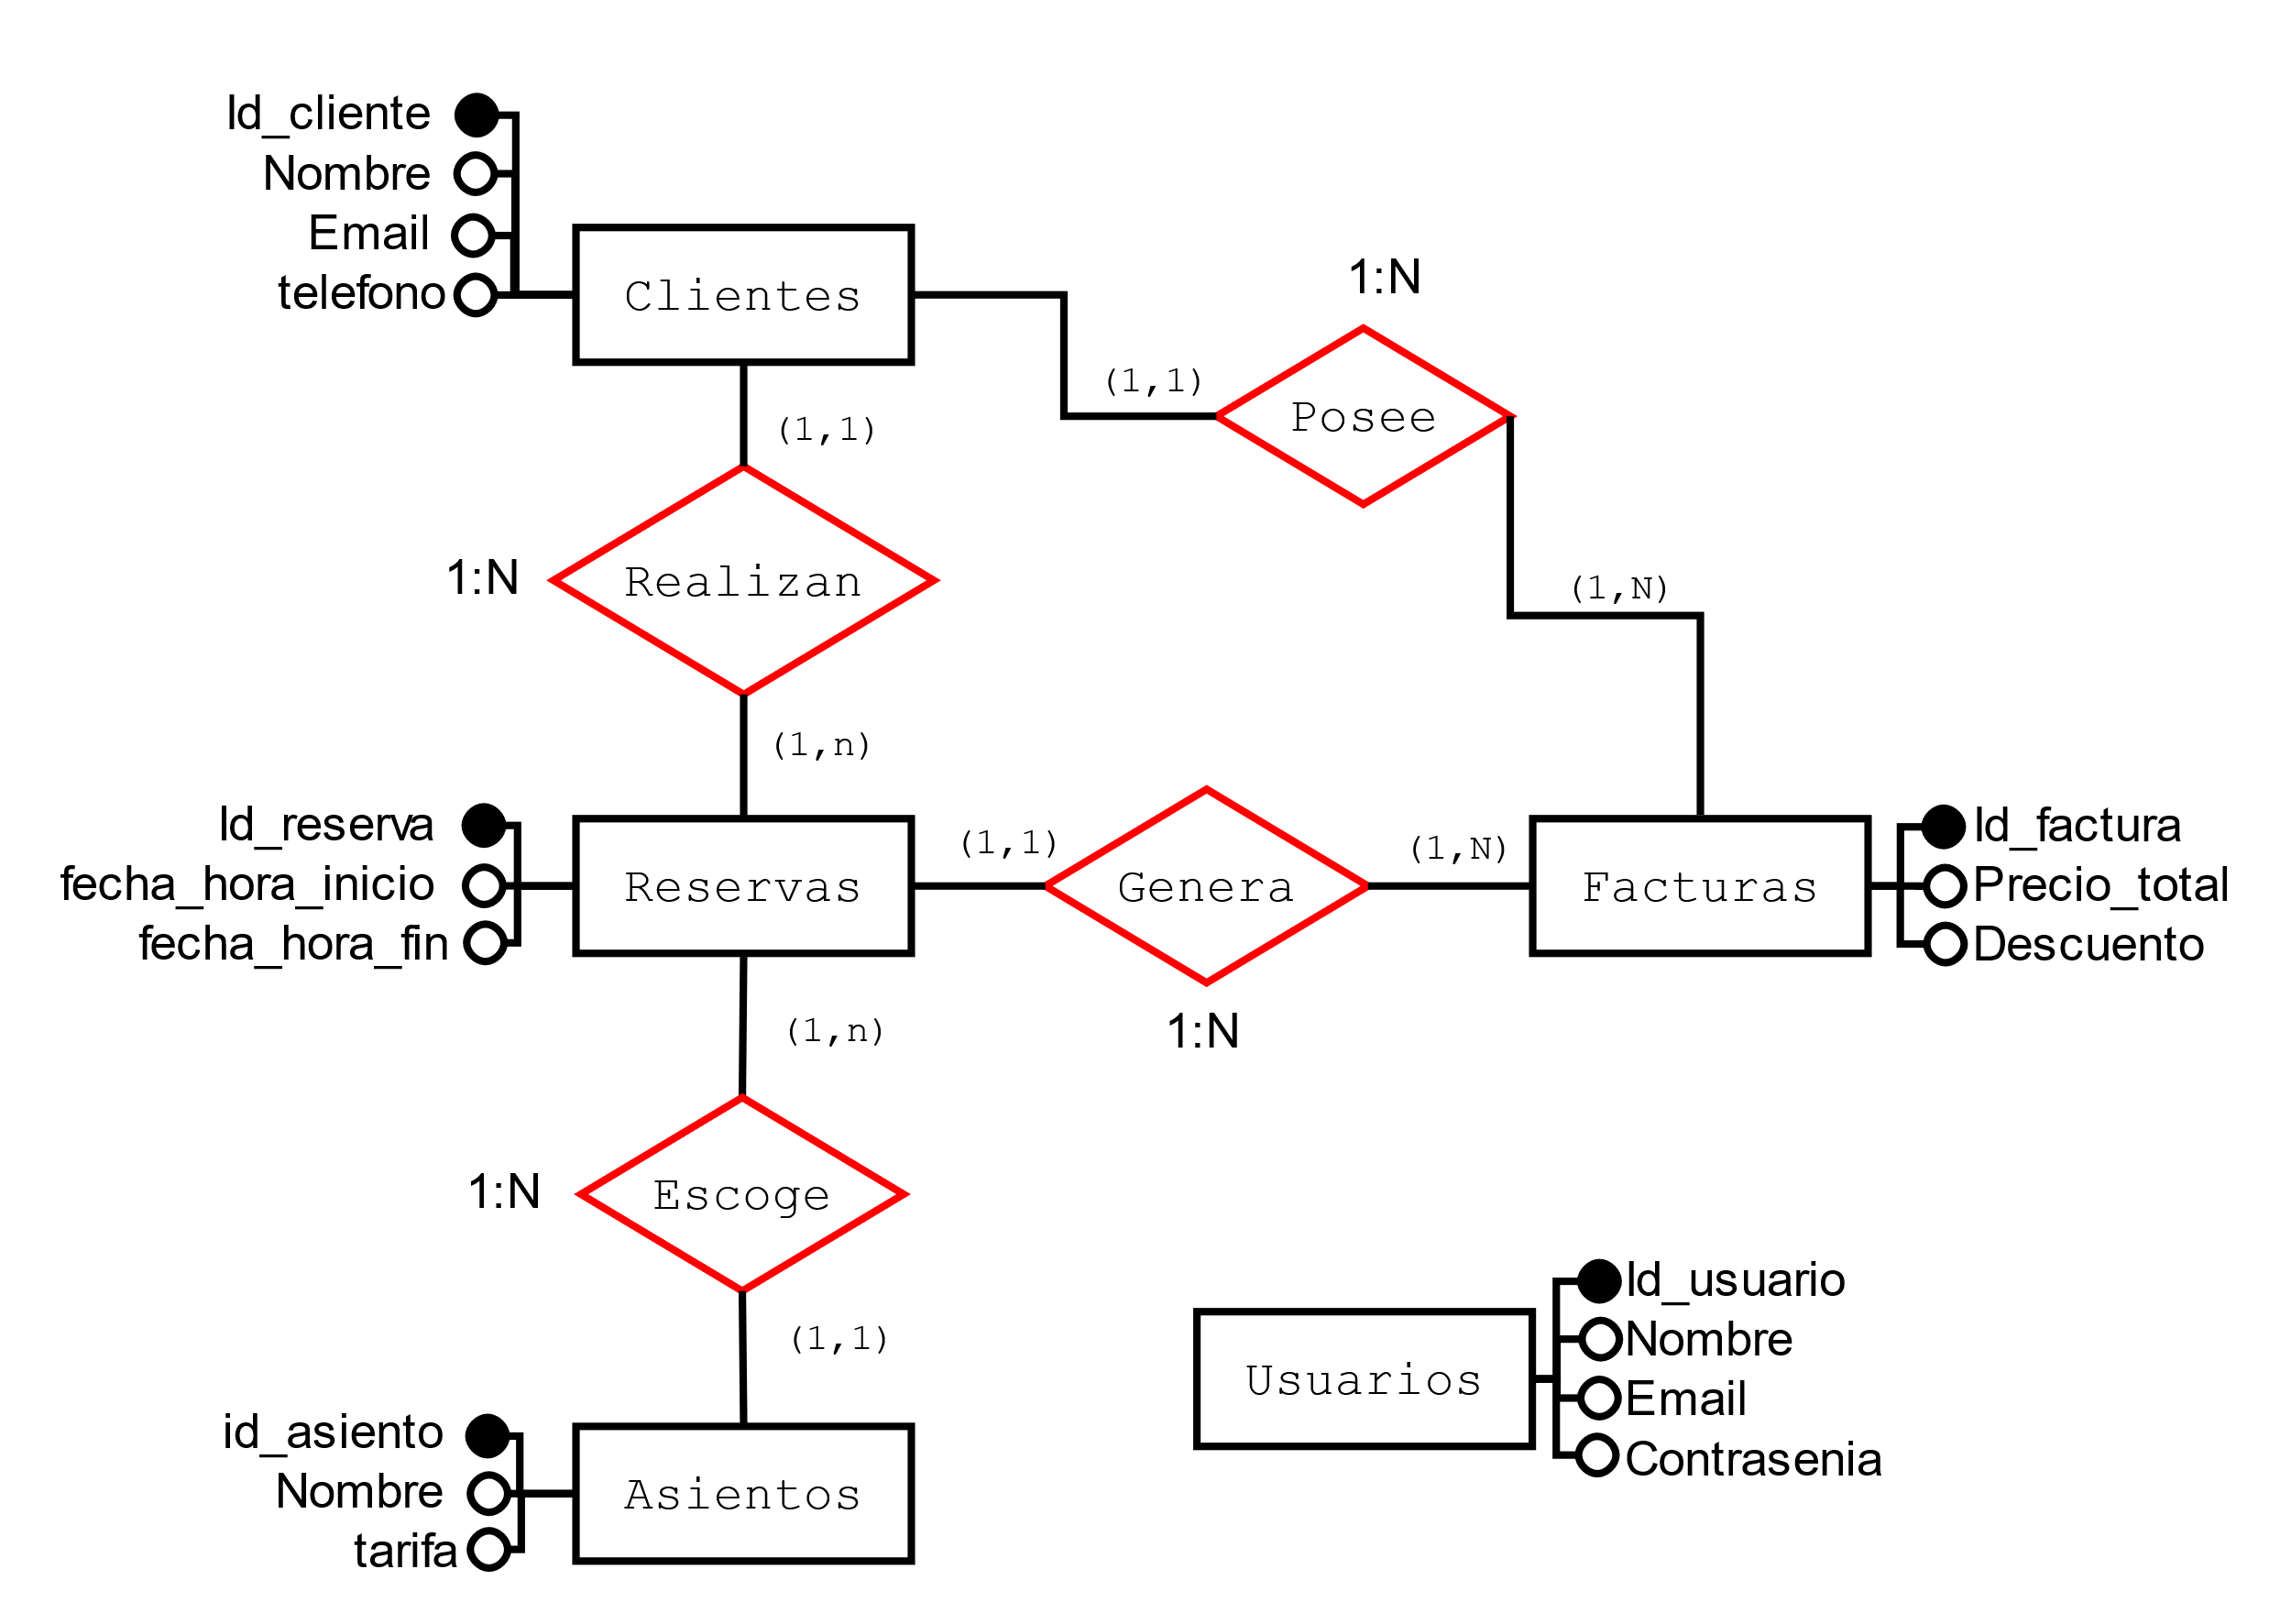 Id_cliente
Nombre
Email
telefono
Clientes
1:N
(1,1)
Posee
(1,1)
1:N
Realizan
(1,N)
(1,n)
Id_reserva
fecha_hora_inicio
fecha_hora_fin
Reservas
(1,1)
Genera
1:N
(1,N)
Facturas
Id_factura
Precio_total
Descuento
(1,n)
1:N
Escoge
(1,1)
id_asiento
Nombre
tarifa
Asientos
Usuarios
Id_usuario
Nombre
Email
Contrasenia